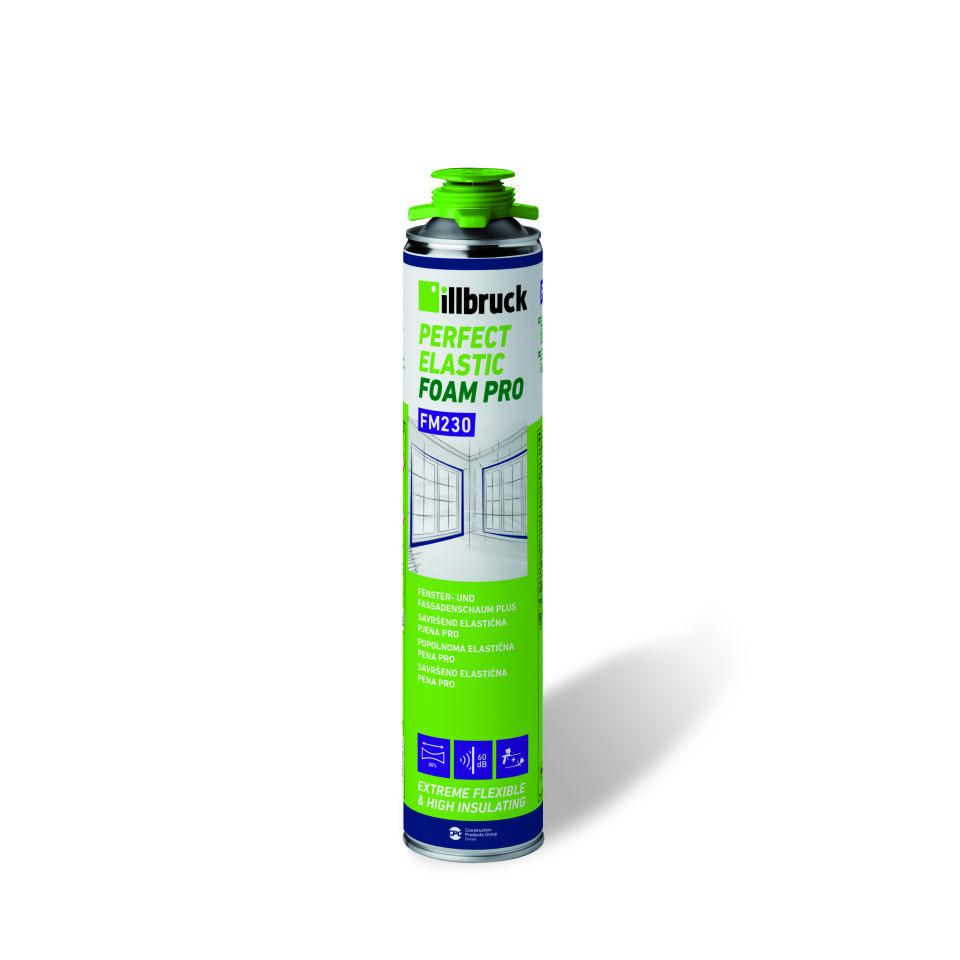 illbruck
PERFECT
ELASTIC
FOAM PRO
FM230
FENSTER- UND
FASSADENSCHAUM PLUS
SAVRŠENO ELASTIČNA
PJENA PRO
POPOLNOMA ELASTIČNA
PENA PRO
SAVRŠENO ELASTIČNA
PENA PRO
30%
60
dB
EXTREME FLEXIBLE
& HIGH INSULATING
CPG
Construction
Products Group
Europe